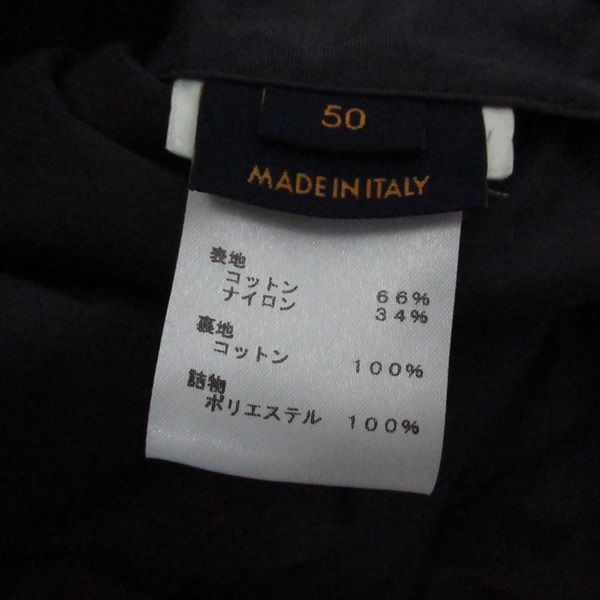 50
MADE IN ITALY
表地
コットン 66%
ナイロン 34%
裏地
コットン 100%
詰物
ポリエステル 100%